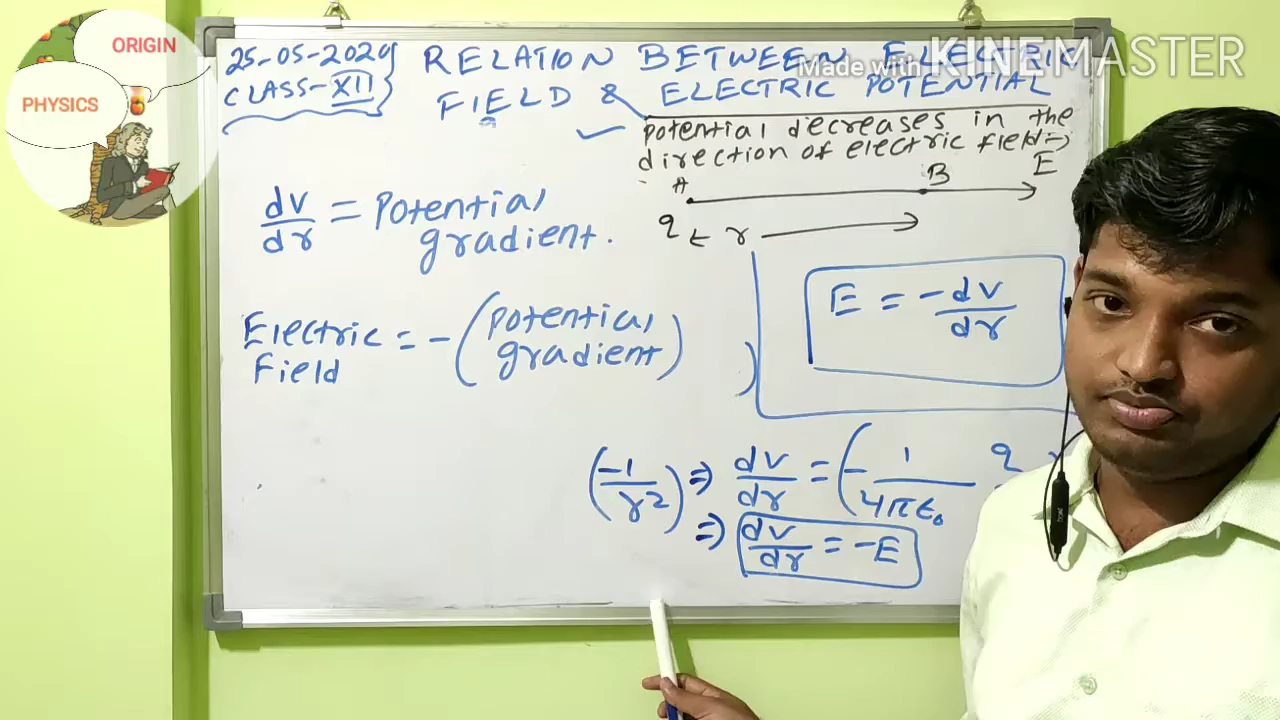 ORIGIN
PHYSICS
Made with KINEMASTER
25-05-2024
CLASS-XII
RELATION BETWEEN ELECTRIC
FIELD & ELECTRIC POTENTIAL
potential decreases in the
direction of electric field ⇒
A B E
q ← r →
dv/dr = potential
gradient.
Electric = - (potential
Field gradient)
E = -dv/dr
(-1/r²) ⇒ dv/dr = (- 1/4πε₀ q
⇒ dv/dr = -E